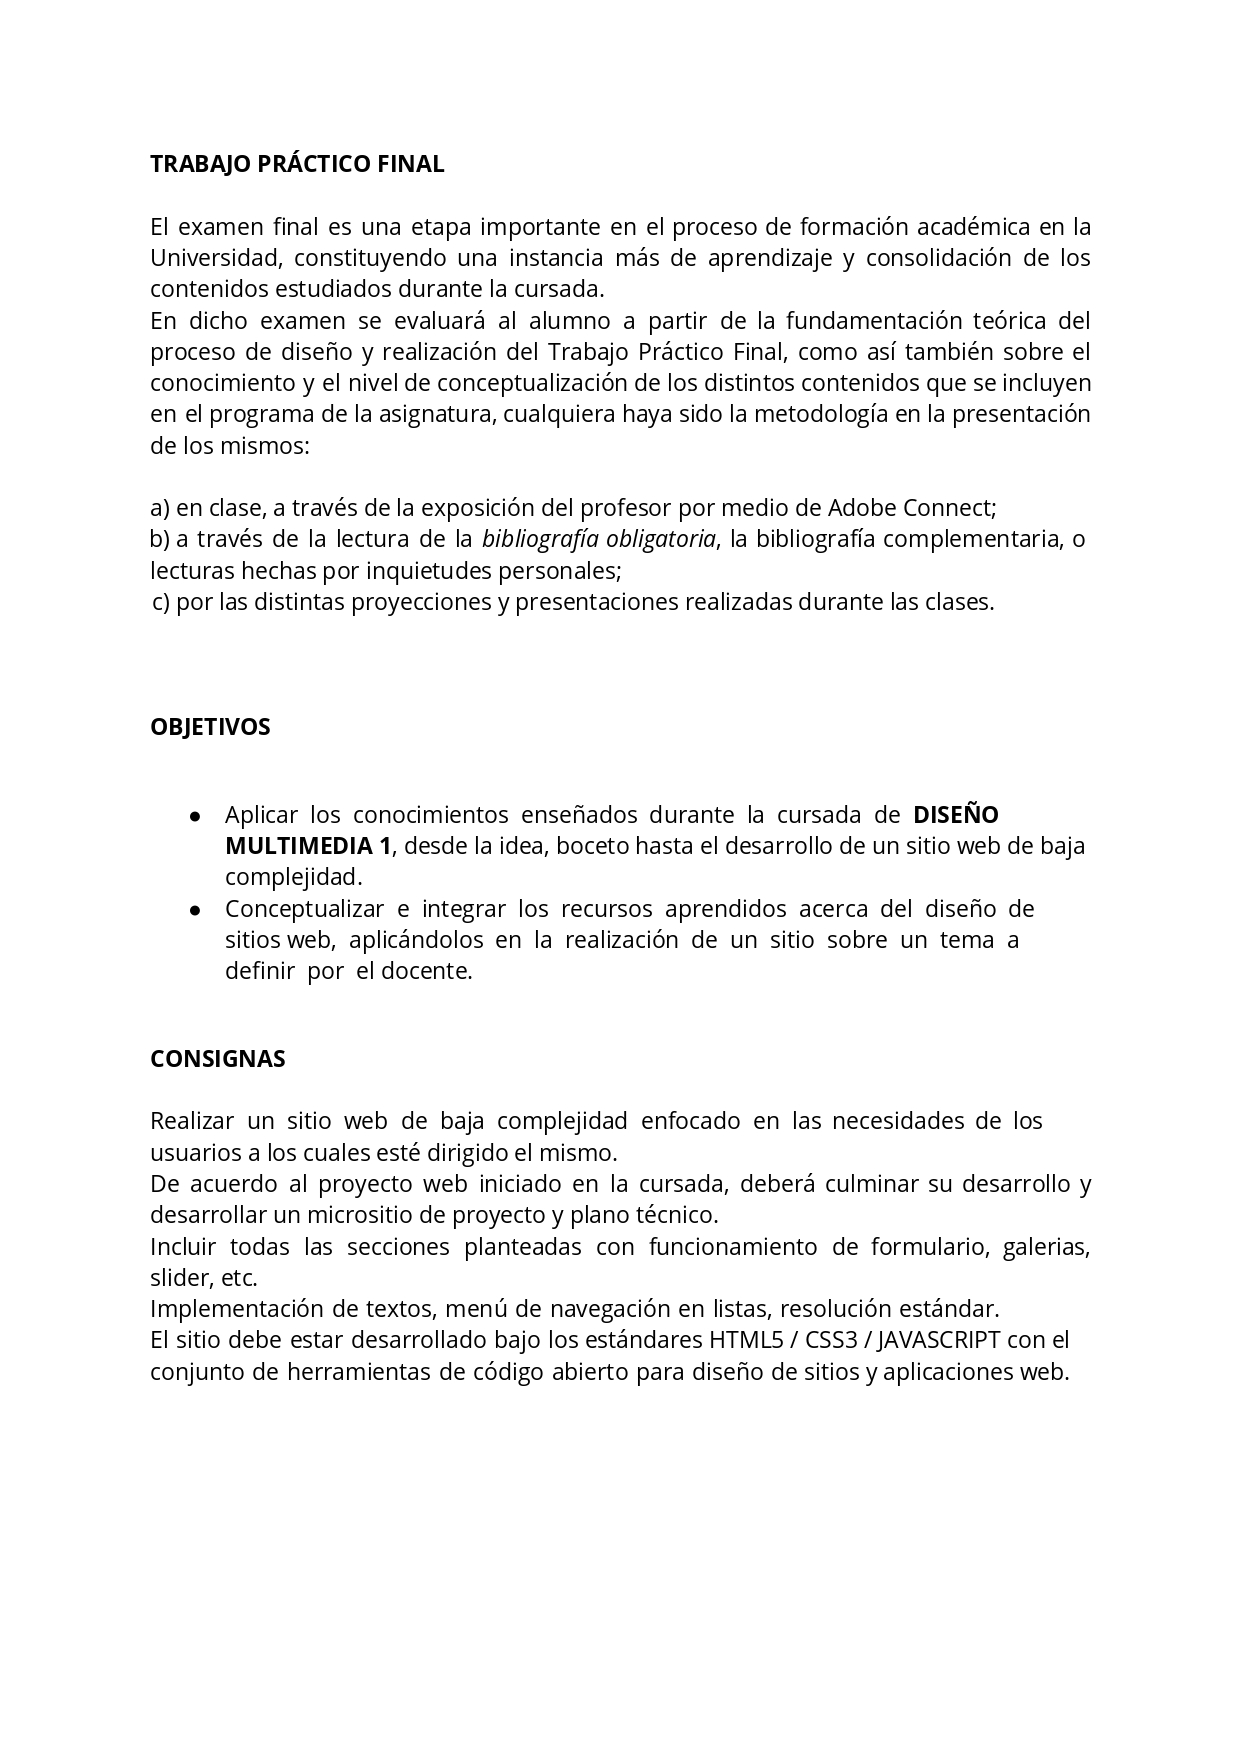 TRABAJO PRÁCTICO FINAL
El examen final es una etapa importante en el proceso de formación académica en la
Universidad, constituyendo una instancia más de aprendizaje y consolidación de los
contenidos estudiados durante la cursada.
En dicho examen se evaluará al alumno a partir de la fundamentación teórica del
proceso de diseño y realización del Trabajo Práctico Final, como así también sobre el
conocimiento y el nivel de conceptualización de los distintos contenidos que se incluyen
en el programa de la asignatura, cualquiera haya sido la metodología en la presentación
de los mismos:
a) en clase, a través de la exposición del profesor por medio de Adobe Connect;
b) a través de la lectura de la bibliografía obligatoria, la bibliografía complementaria, o
lecturas hechas por inquietudes personales;
c) por las distintas proyecciones y presentaciones realizadas durante las clases.
OBJETIVOS
● Aplicar los conocimientos enseñados durante la cursada de DISEÑO
MULTIMEDIA 1, desde la idea, boceto hasta el desarrollo de un sitio web de baja
complejidad.
● Conceptualizar e integrar los recursos aprendidos acerca del diseño de
sitios web, aplicándolos en la realización de un sitio sobre un tema a
definir por el docente.
CONSIGNAS
Realizar un sitio web de baja complejidad enfocado en las necesidades de los
usuarios a los cuales esté dirigido el mismo.
De acuerdo al proyecto web iniciado en la cursada, deberá culminar su desarrollo y
desarrollar un micrositio de proyecto y plano técnico.
Incluir todas las secciones planteadas con funcionamiento de formulario, galerias,
slider, etc.
Implementación de textos, menú de navegación en listas, resolución estándar.
El sitio debe estar desarrollado bajo los estándares HTML5 / CSS3 / JAVASCRIPT con el
conjunto de herramientas de código abierto para diseño de sitios y aplicaciones web.